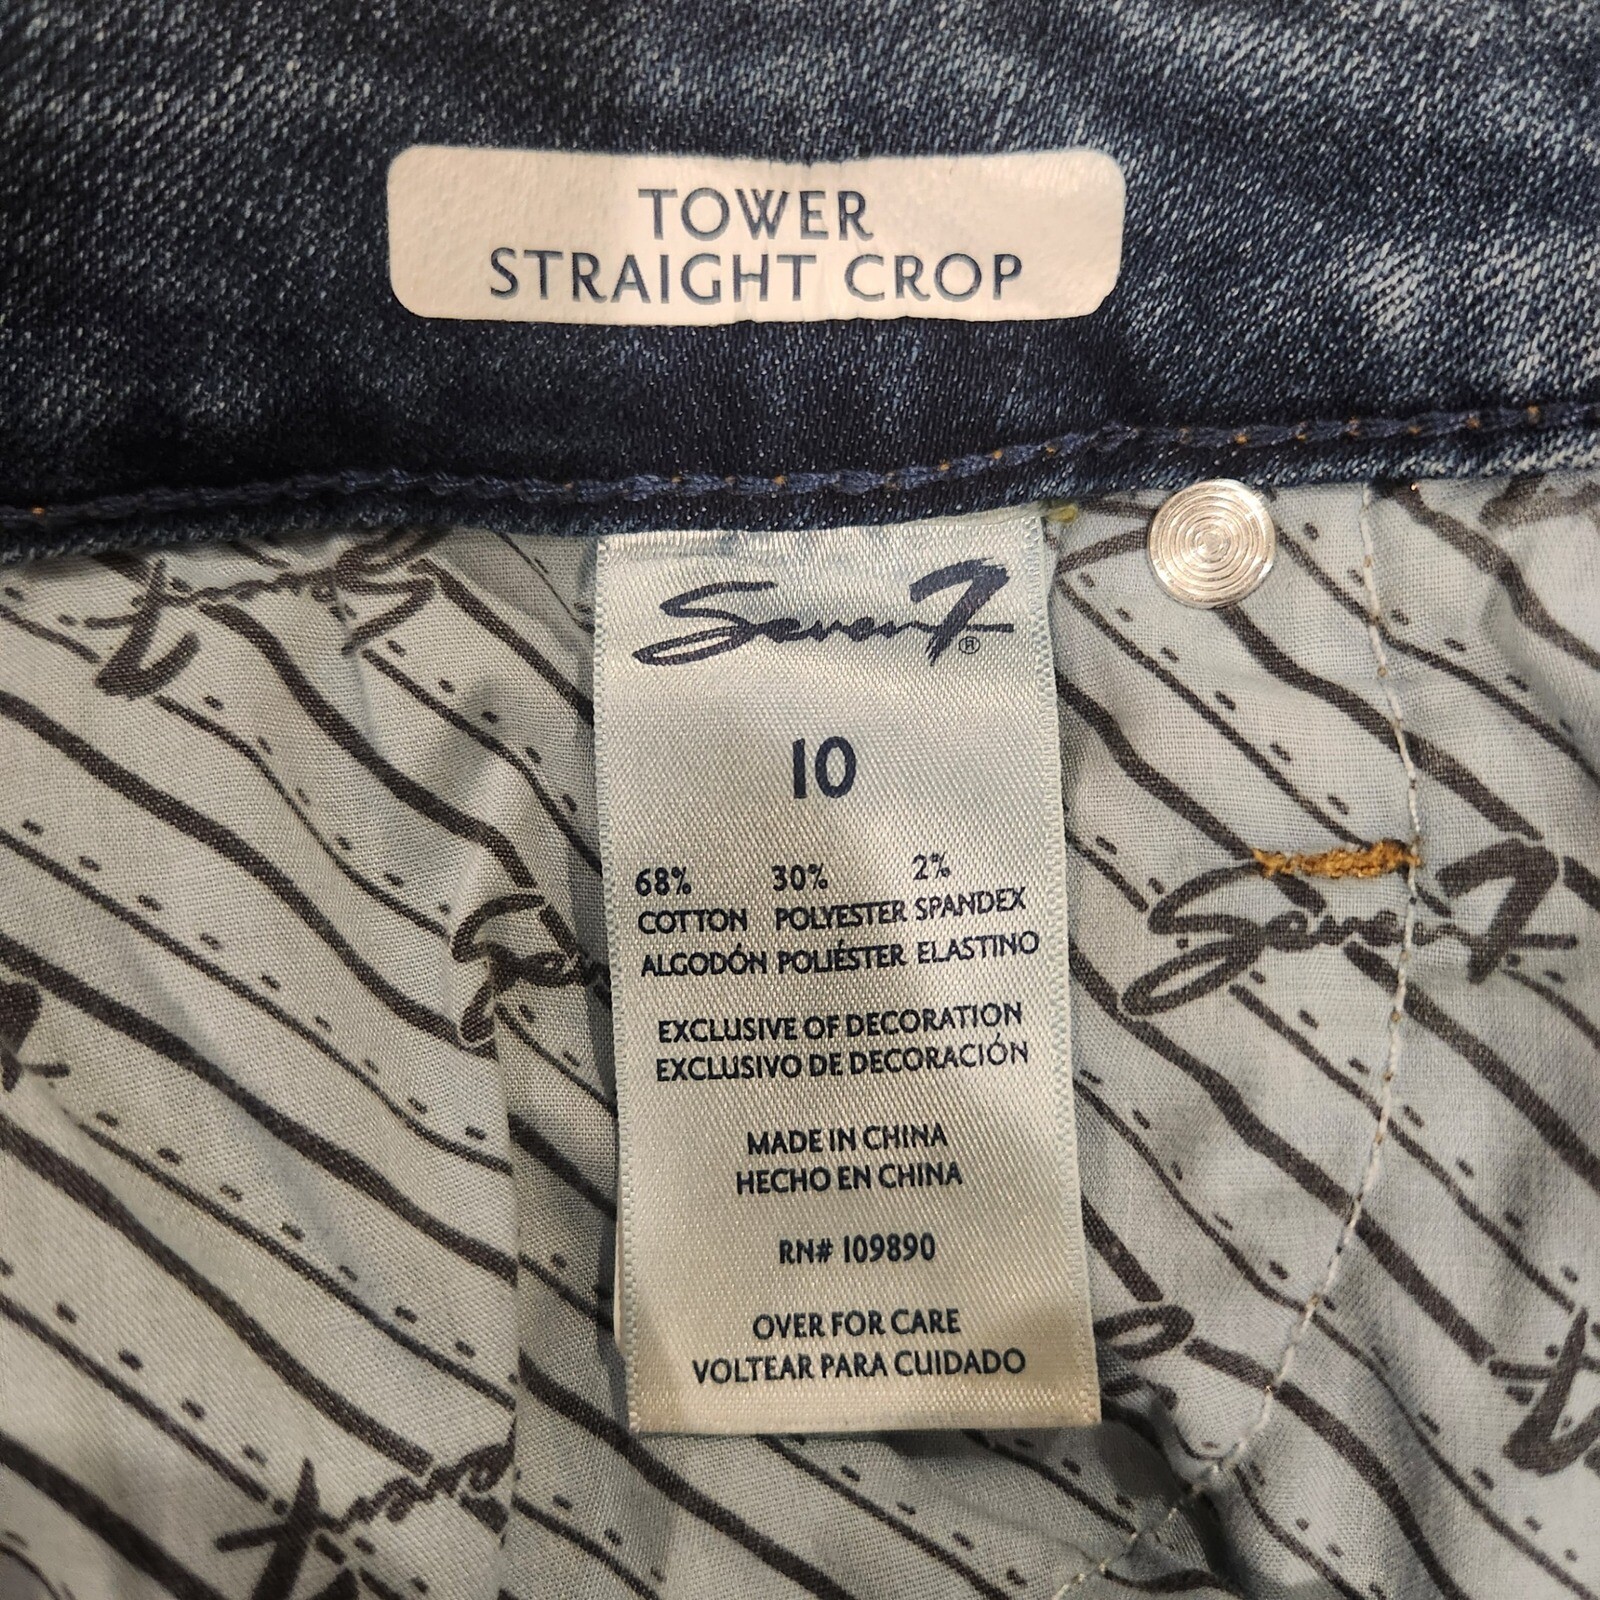 TOWER
STRAIGHT CROP
Seven7®
10
68% 30% 2%
COTTON POLYESTER SPANDEX
ALGODÓN POLIÉSTER ELASTINO
EXCLUSIVE OF DECORATION
EXCLUSIVO DE DECORACIÓN
MADE IN CHINA
HECHO EN CHINA
RN# 109890
OVER FOR CARE
VOLTEAR PARA CUIDADO
Seven7